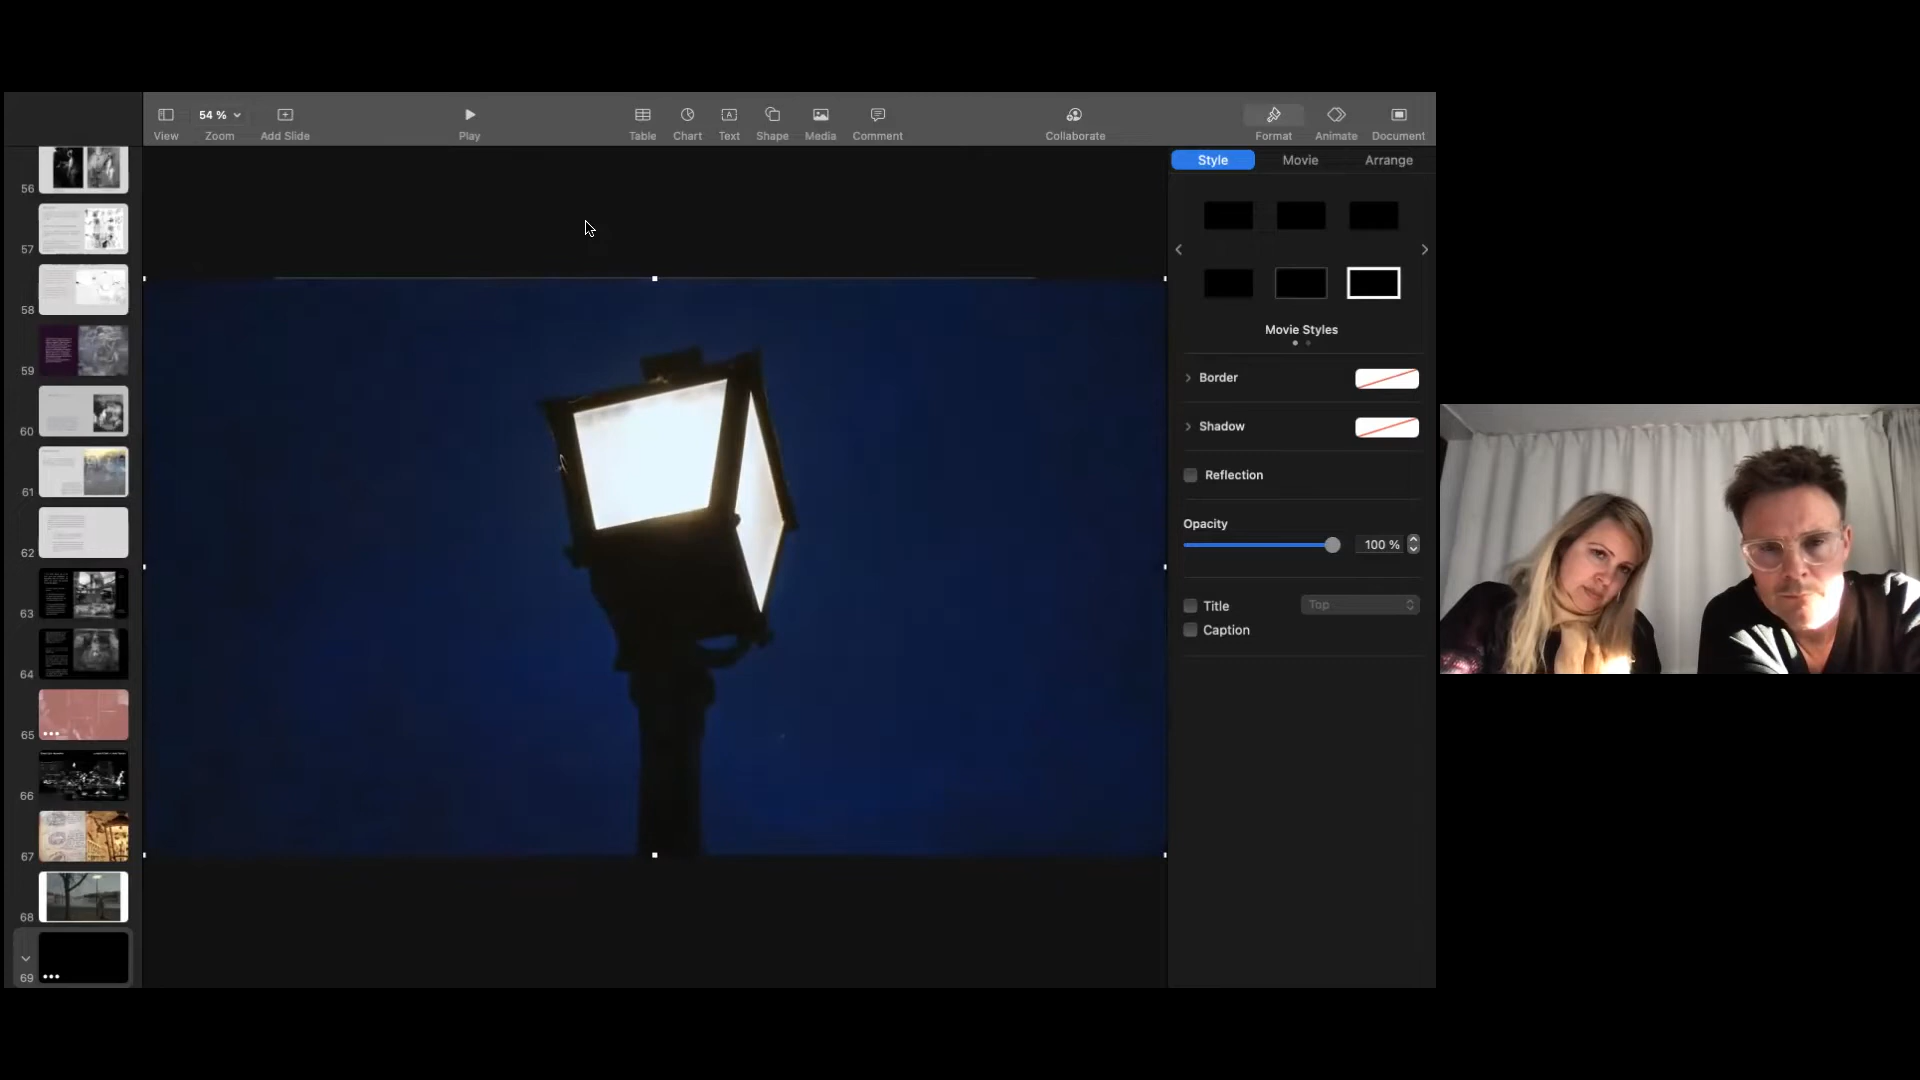 54 %
View
Zoom
Add Slide
Play
Table
Chart
Text
Shape
Media
Comment
Collaborate
Format
Animate
Document
Style
Movie
Arrange
Movie Styles
Border
Shadow
Reflection
Opacity
100 %
Title
Top
Caption
56
57
58
59
60
61
62
63
64
65
66
67
68
69